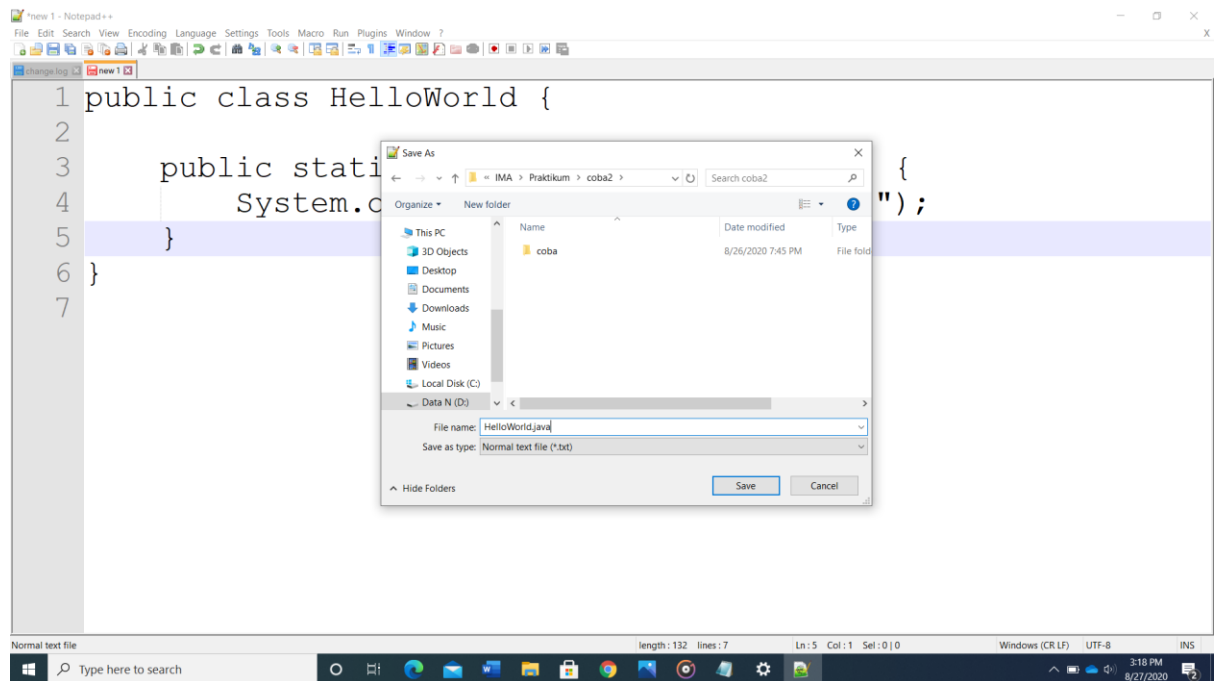 *new 1 - Notepad++
File Edit Search View Encoding Language Settings Tools Macro Run Plugins Window ?
X
change.log new 1
1 public class HelloWorld {
2
3 public stati {
4 System.o ");
5 }
6 }
7
Save As
« IMA > Praktikum > coba2 >
Search coba2
Organize New folder
This PC
3D Objects
Desktop
Documents
Downloads
Music
Pictures
Videos
Local Disk (C:)
Data N (D:)
Name Date modified Type
coba 8/26/2020 7:45 PM File fold
File name: HelloWorld.java
Save as type: Normal text file (*.txt)
Hide Folders
Save Cancel
Normal text file length : 132 lines : 7 Ln : 5 Col : 1 Sel : 0 | 0 Windows (CR LF) UTF-8 INS
Type here to search
3:18 PM
8/27/2020
2